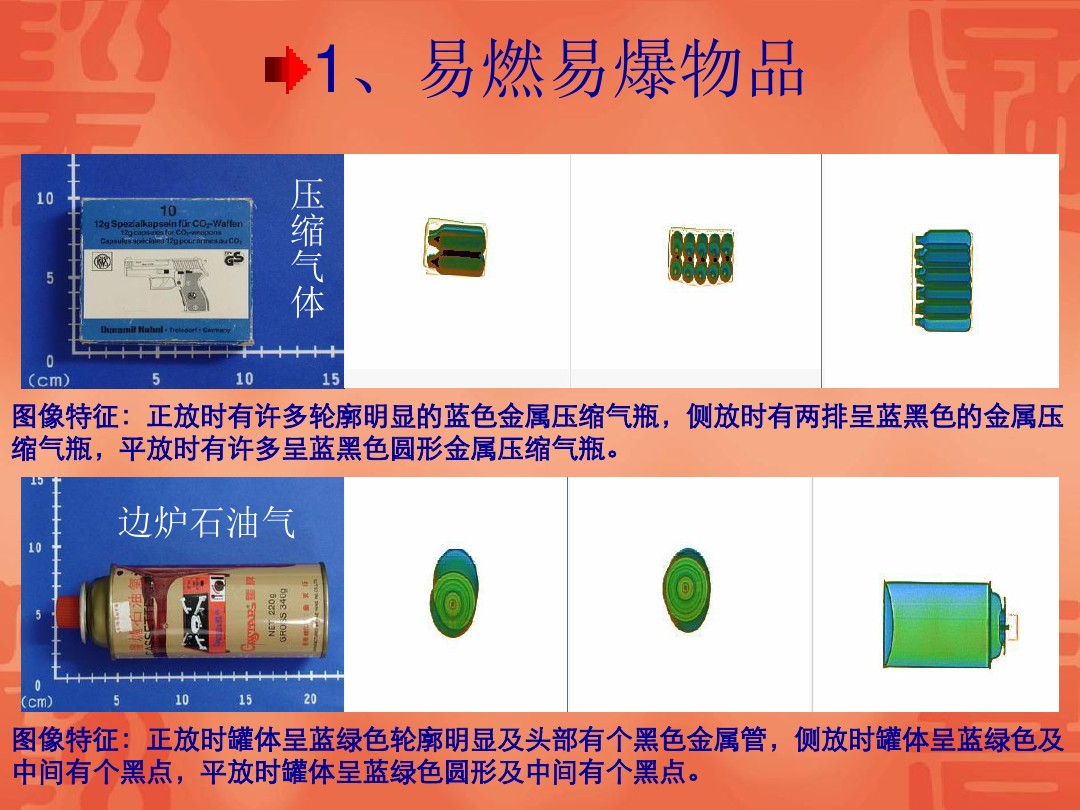 1、易燃易爆物品
压缩气体
10
12g Spezialkapseln für CO₂-Waffen
12g capsules for CO₂-weapons
Capsules spéciales 12g pour armes au CO₂
Dynamit Nobel · Troisdorf · Germany
10
5
0
(cm)
5 10 15
图像特征：正放时有许多轮廓明显的蓝色金属压缩气瓶，侧放时有两排呈蓝黑色的金属压
缩气瓶，平放时有许多呈蓝黑色圆形金属压缩气瓶。
边炉石油气
15
10
5
0
(cm)
5 10 15 20
NET 220g
GROSS 340g
图像特征：正放时罐体呈蓝绿色轮廓明显及头部有个黑色金属管，侧放时罐体呈蓝绿色及
中间有个黑点，平放时罐体呈蓝绿色圆形及中间有个黑点。